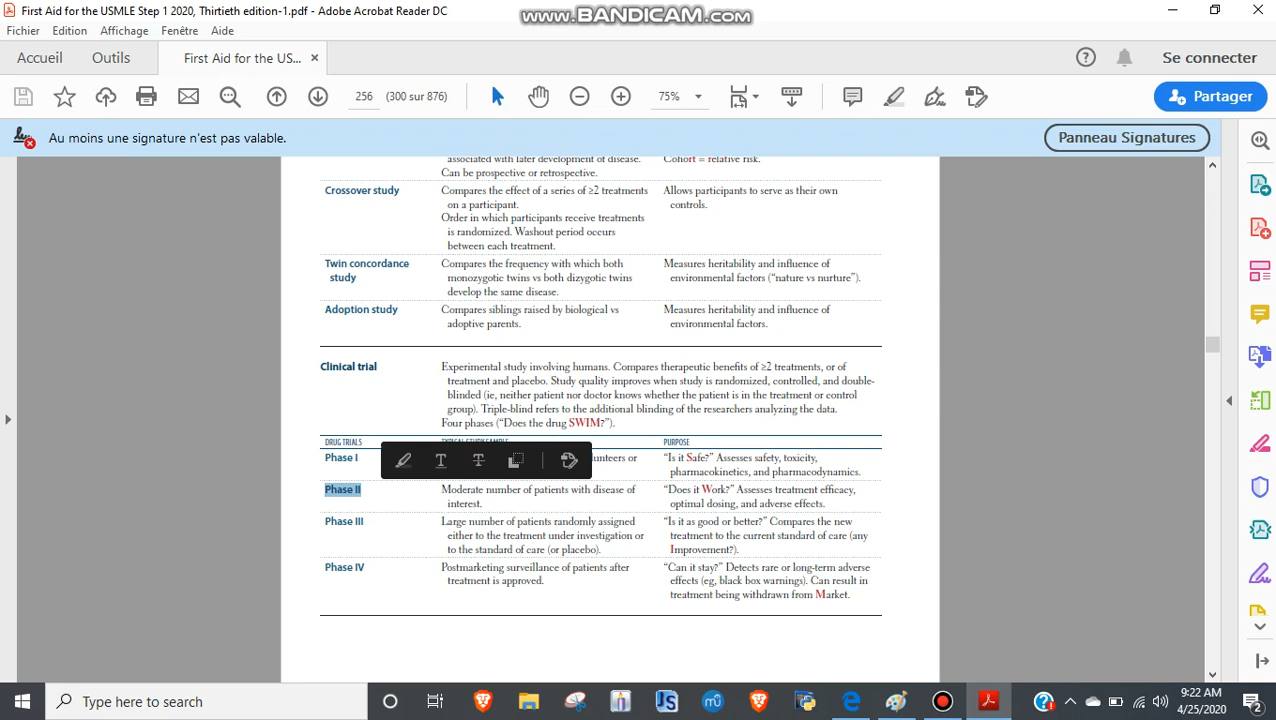 First Aid for the USMLE Step 1 2020, Thirtieth edition-1.pdf - Adobe Acrobat Reader DC
www.BANDICAM.com
Fichier Edition Affichage Fenêtre Aide
Accueil Outils First Aid for the US... × Se connecter
256 (300 sur 876) 75% Partager
Au moins une signature n'est pas valable. Panneau Signatures
associated with later development of disease. Cohort = relative risk.
Can be prospective or retrospective.
Crossover study Compares the effect of a series of ≥2 treatments Allows participants to serve as their own
on a participant. controls.
Order in which participants receive treatments
is randomized. Washout period occurs
between each treatment.
Twin concordance Compares the frequency with which both Measures heritability and influence of
study monozygotic twins vs both dizygotic twins environmental factors (“nature vs nurture”).
develop the same disease.
Adoption study Compares siblings raised by biological vs Measures heritability and influence of
adoptive parents. environmental factors.
Clinical trial Experimental study involving humans. Compares therapeutic benefits of ≥2 treatments, or of
treatment and placebo. Study quality improves when study is randomized, controlled, and double-
blinded (ie, neither patient nor doctor knows whether the patient is in the treatment or control
group). Triple-blind refers to the additional blinding of the researchers analyzing the data.
Four phases (“Does the drug SWIM?”).
DRUG TRIALS PURPOSE
Phase I or “Is it Safe?” Assesses safety, toxicity,
pharmacokinetics, and pharmacodynamics.
Phase II Moderate number of patients with disease of “Does it Work?” Assesses treatment efficacy,
interest. optimal dosing, and adverse effects.
Phase III Large number of patients randomly assigned “Is it as good or better?” Compares the new
either to the treatment under investigation or treatment to the current standard of care (any
to the standard of care (or placebo). Improvement?).
Phase IV Postmarketing surveillance of patients after “Can it stay?” Detects rare or long-term adverse
treatment is approved. effects (eg, black box warnings). Can result in
treatment being withdrawn from Market.
Type here to search
9:22 AM
4/25/2020
2